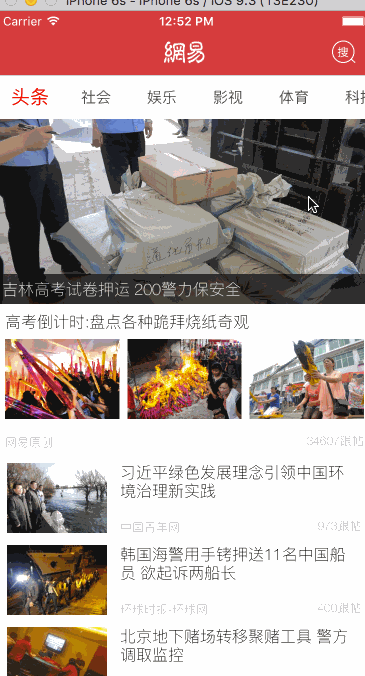 iPhone 6s - iPhone 6s / iOS 9.3 (13E230)
Carrier 12:52 PM
網易 搜
头条 社会 娱乐 影视 体育 科技
吉林高考试卷押运 200警力保安全
高考倒计时:盘点各种跪拜烧纸奇观
网易原创 34607跟帖
习近平绿色发展理念引领中国环
境治理新实践
中国青年网 973跟帖
韩国海警用手铐押送11名中国船
员 欲起诉两船长
环球时报-环球网 400跟帖
北京地下赌场转移聚赌工具 警方
调取监控